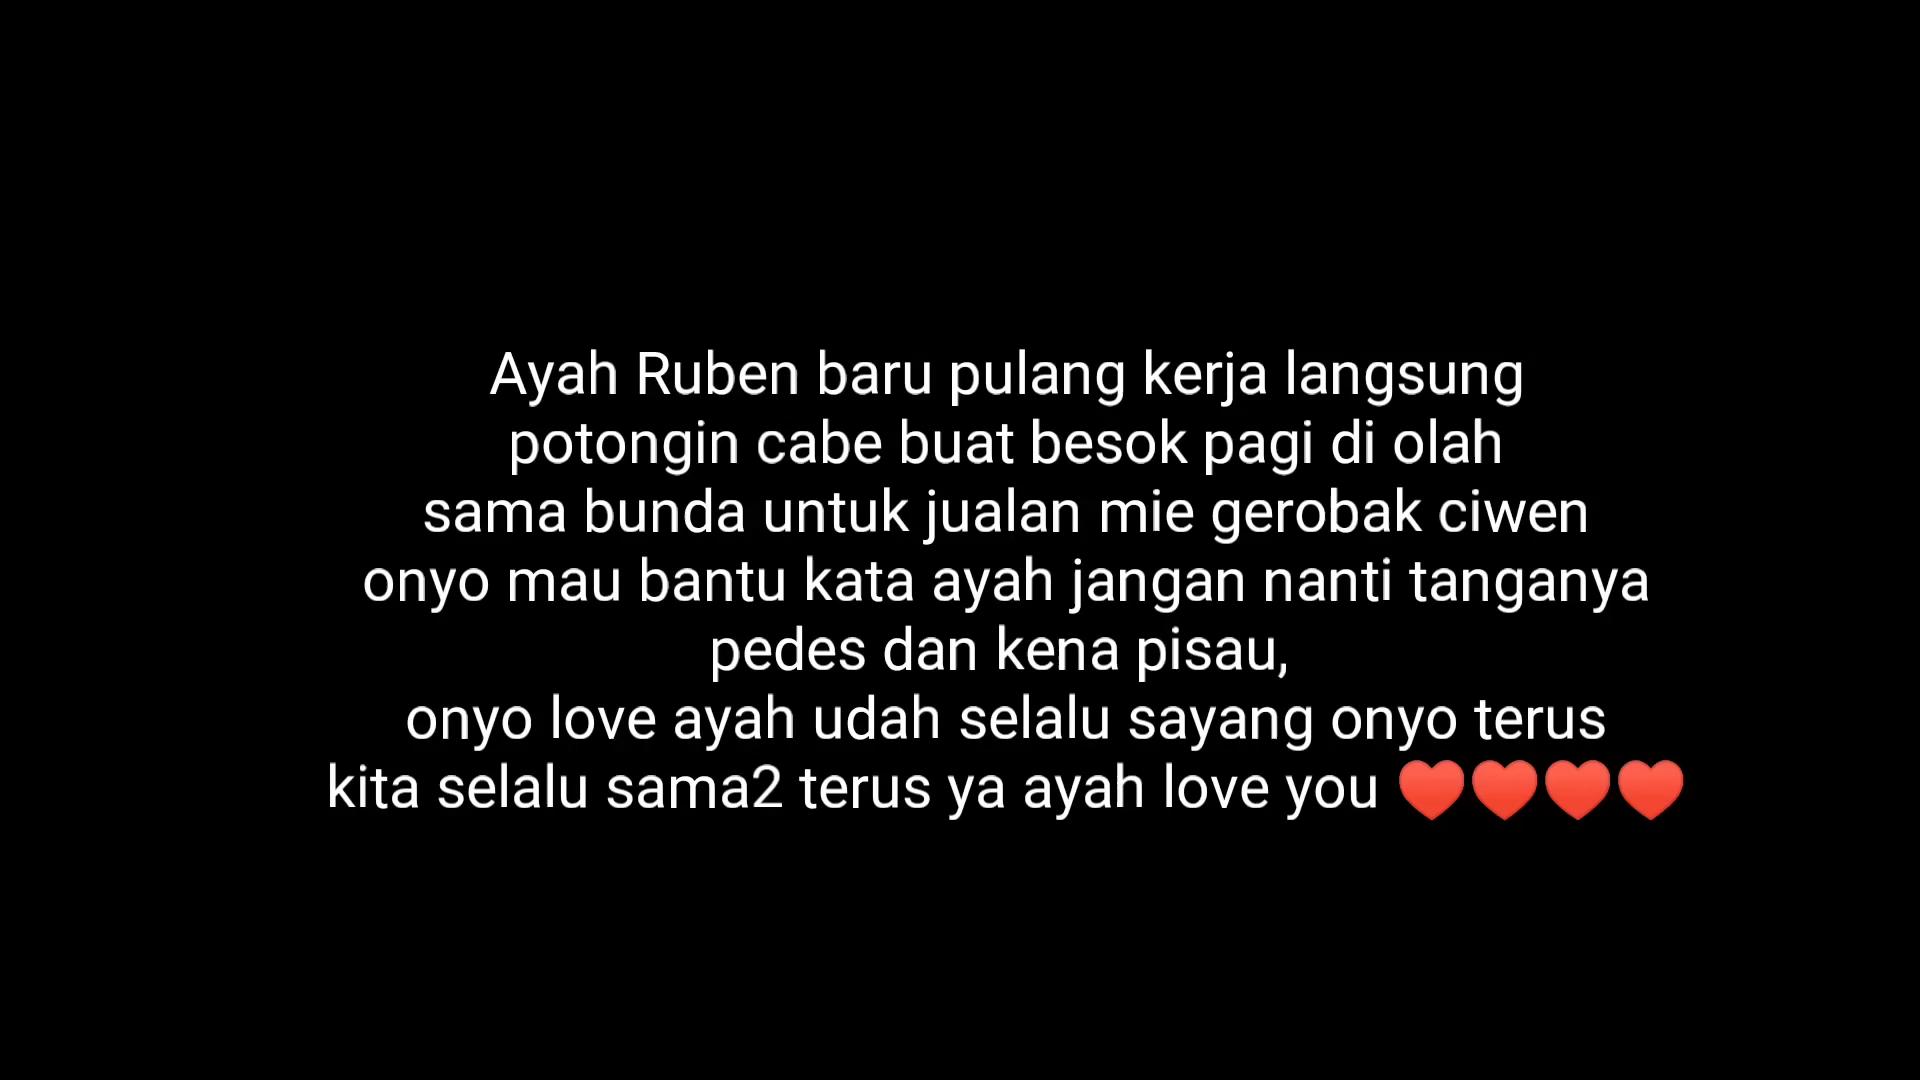 Ayah Ruben baru pulang kerja langsung
potongin cabe buat besok pagi di olah
sama bunda untuk jualan mie gerobak ciwen
onyo mau bantu kata ayah jangan nanti tanganya
pedes dan kena pisau,
onyo love ayah udah selalu sayang onyo terus
kita selalu sama2 terus ya ayah love you ♥️♥️♥️♥️